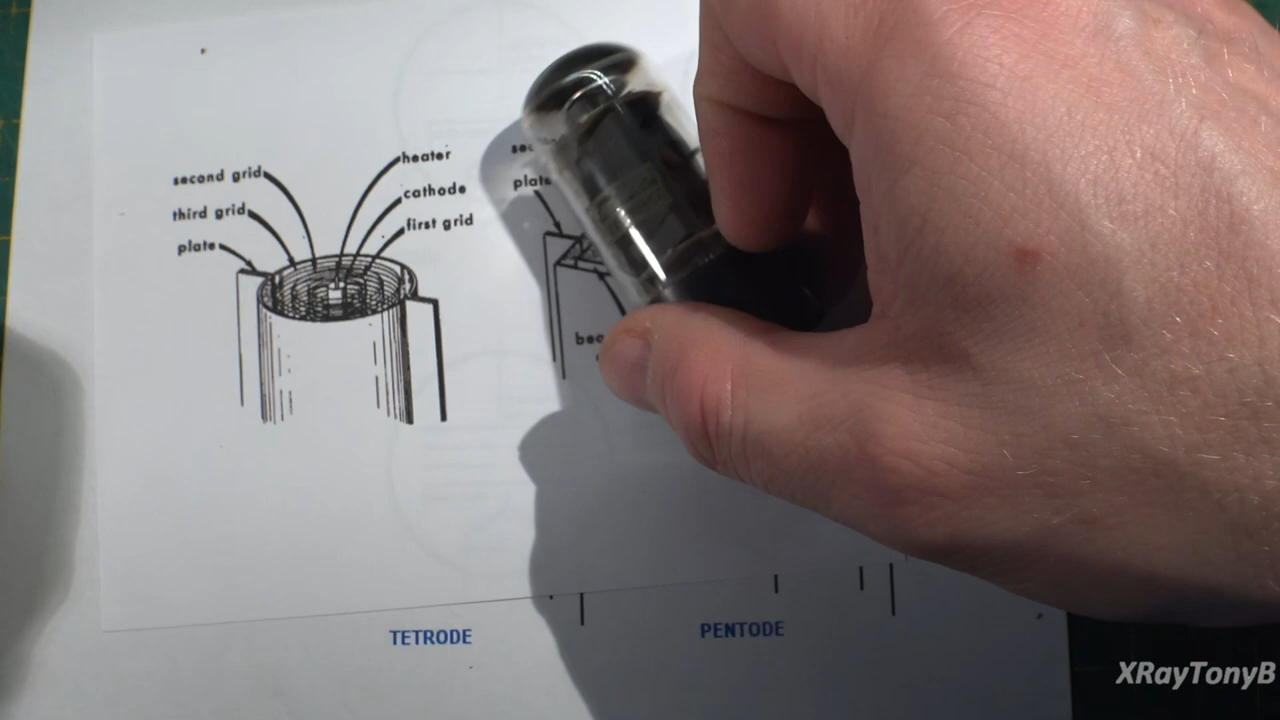 second grid
third grid
plate
heater
cathode
first grid
plate
TETRODE
PENTODE
XRayTonyB